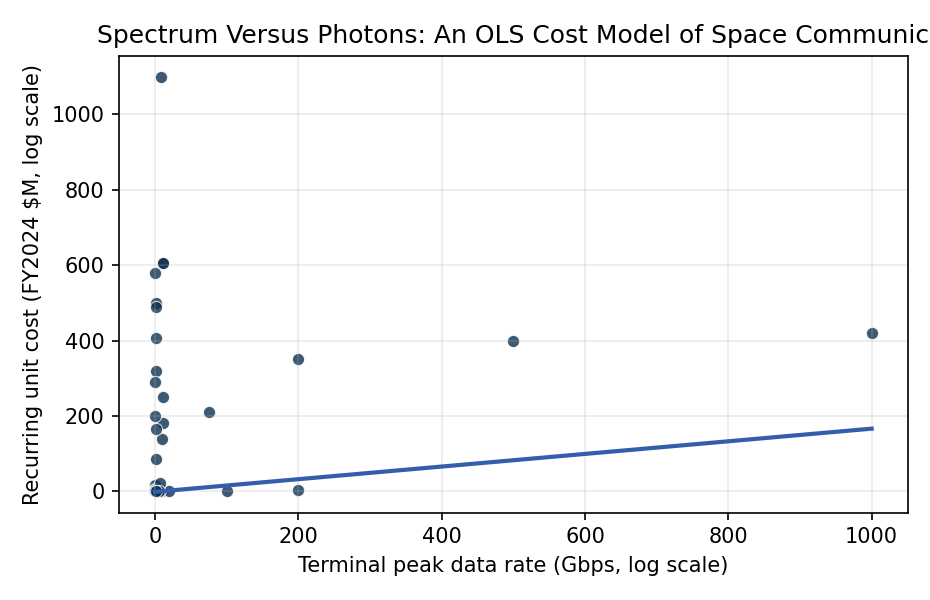 Spectrum Versus Photons: An OLS Cost Model of Space Communic
Recurring unit cost (FY2024 $M, log scale)
1000
800
600
400
200
0
0 200 400 600 800 1000
Terminal peak data rate (Gbps, log scale)